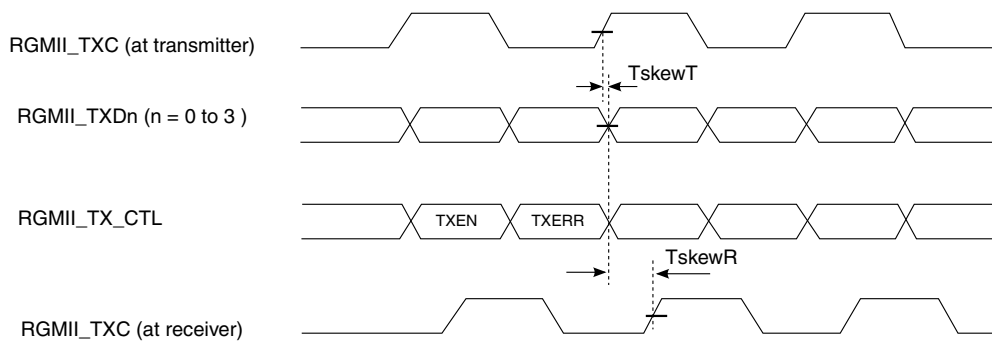 RGMII_TXC (at transmitter)
TskewT
RGMII_TXDn (n = 0 to 3 )
RGMII_TX_CTL
TXEN
TXERR
TskewR
RGMII_TXC (at receiver)